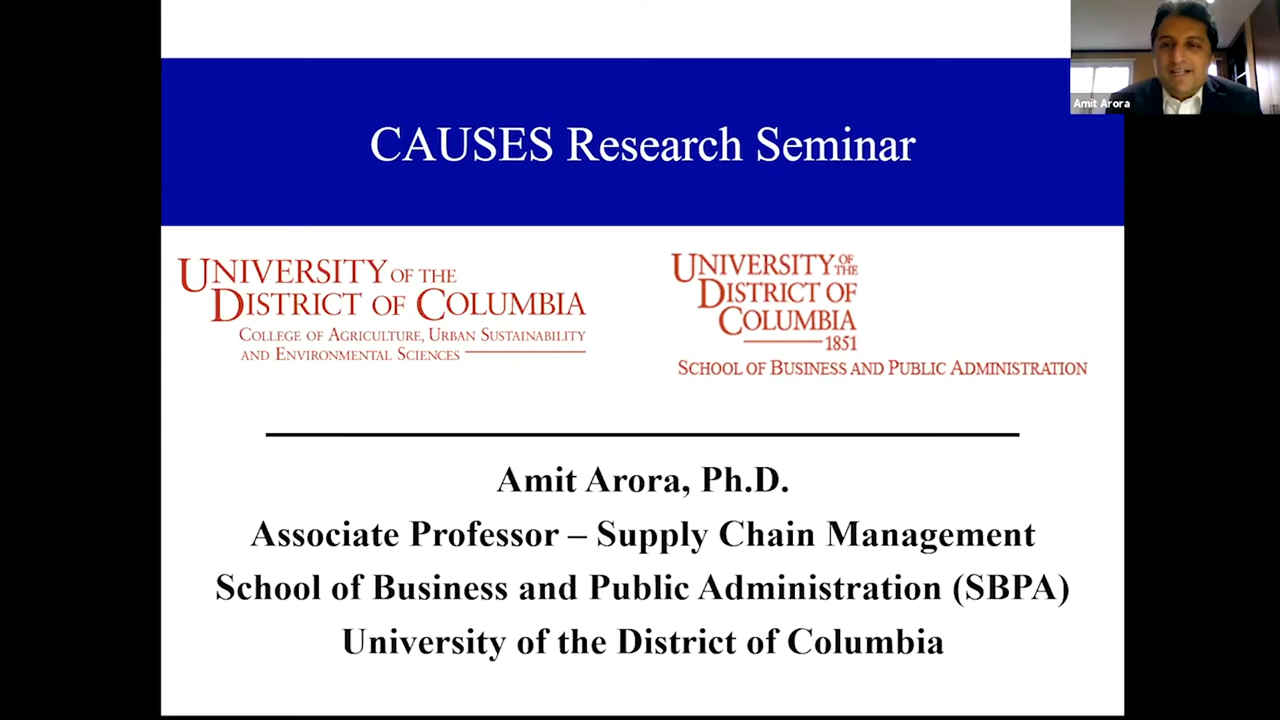 CAUSES Research Seminar
Amit Arora
UNIVERSITY OF THE
DISTRICT OF COLUMBIA
COLLEGE OF AGRICULTURE, URBAN SUSTAINABILITY
AND ENVIRONMENTAL SCIENCES
UNIVERSITY OF THE
DISTRICT OF
COLUMBIA
1851
SCHOOL OF BUSINESS AND PUBLIC ADMINISTRATION
Amit Arora, Ph.D.
Associate Professor – Supply Chain Management
School of Business and Public Administration (SBPA)
University of the District of Columbia